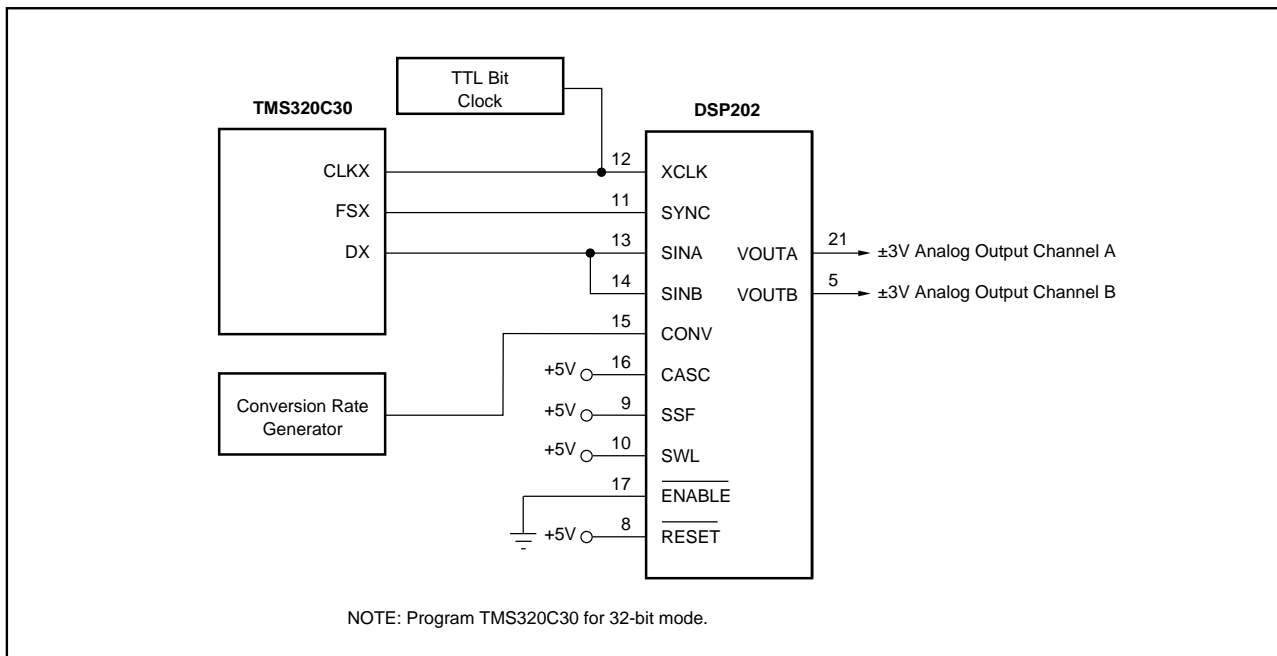 TTL Bit
Clock
TMS320C30
DSP202
CLKX
12
XCLK
FSX
11
SYNC
DX
13
SINA
VOUTA
21
±3V Analog Output Channel A
14
SINB
VOUTB
5
±3V Analog Output Channel B
15
CONV
+5V
16
CASC
Conversion Rate
Generator
+5V
9
SSF
+5V
10
SWL
17
ENABLE
+5V
8
RESET
NOTE: Program TMS320C30 for 32-bit mode.